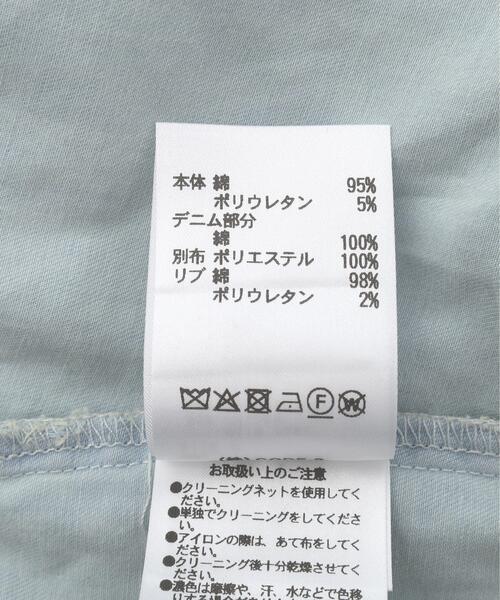 本体 綿 95%
ポリウレタン 5%
デニム部分
綿 100%
別布 ポリエステル 100%
リブ 綿 98%
ポリウレタン 2%
F W
お取扱い上のご注意
●クリーニングネットを使用してく
ださい。
●単独でクリーニングをしてくださ
い。
●アイロンの際は、あて布をしてく
ださい。
●クリーニング後十分乾燥させてく
ださい。
●濃色は摩擦や、汗、水などで色移